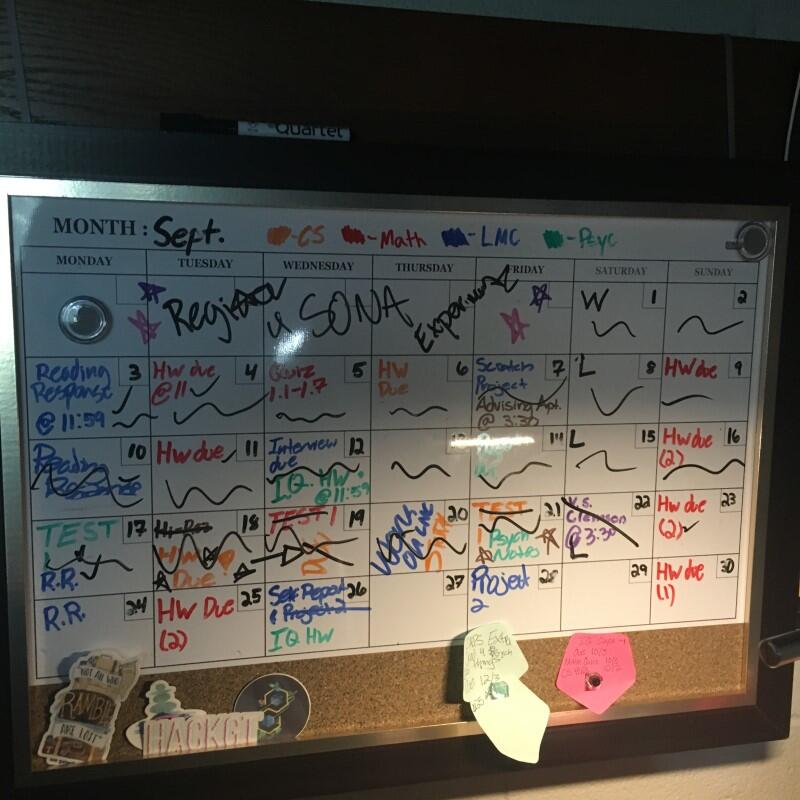 Quartet
MONTH: Sept. -CS -Math -LMC -Psyc
MONDAY TUESDAY WEDNESDAY THURSDAY FRIDAY SATURDAY SUNDAY
Register 4 SONA Experiment W 1 2
Reading 3 Hw due 4 Quiz 5 HW 6 Scratch 7 L 8 Hw due 9
Response @11 1.1-1.7 Due Project
@ 11:59 Advising Apt.
@ 3:30
Reading 10 Hw due 11 Interview 12 13 14 L 15 Hw due 16
Response due (2)
IQ HW
@11:59
TEST 17 18 TEST 1 19 20 TEST 21 v.s. 22 Hw due 23
1 HW Psych Clemson (2)
R.R. Due Notes @ 3:30
L
R.R. 24 HW Due 25 Self Report 26 27 Project 28 29 Hw due 30
(2) & Project 2 2 (1)
IQ HW
NOT ALL WHO
RAMBLE
ARE LOST
HACKGT
Due 10/3